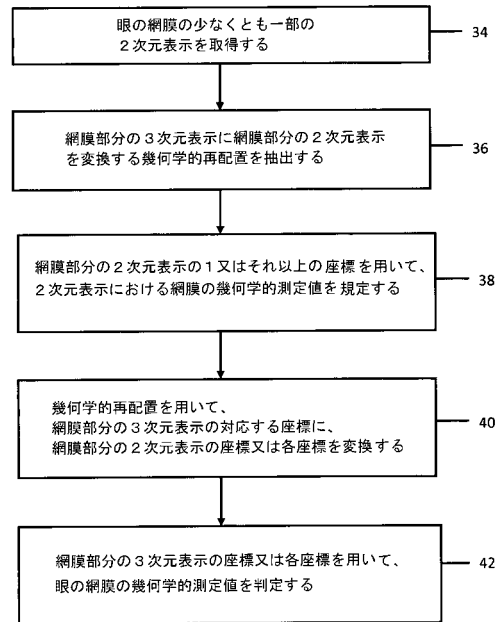 眼の網膜の少なくとも一部の
２次元表示を取得する
34
網膜部分の３次元表示に網膜部分の２次元表示
を変換する幾何学的再配置を抽出する
36
網膜部分の２次元表示の１又はそれ以上の座標を用いて、
２次元表示における網膜の幾何学的測定値を規定する
38
幾何学的再配置を用いて、
網膜部分の３次元表示の対応する座標に、
網膜部分の２次元表示の座標又は各座標を変換する
40
網膜部分の３次元表示の座標又は各座標を用いて、
眼の網膜の幾何学的測定値を判定する
42